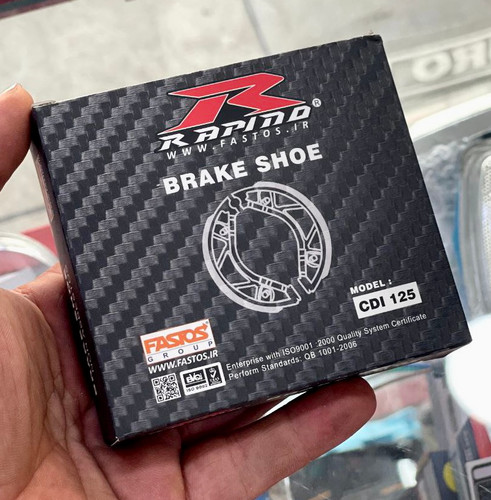 R
RAPIDO®
WWW.FASTOS.IR
BRAKE SHOE
MODEL :
CDI 125
FASTOS®
GROUP
WWW.FASTOS.IR
Enterprise with ISO9001 :2000 Quality System Certificate
Perform Standards: QB 1001-2006